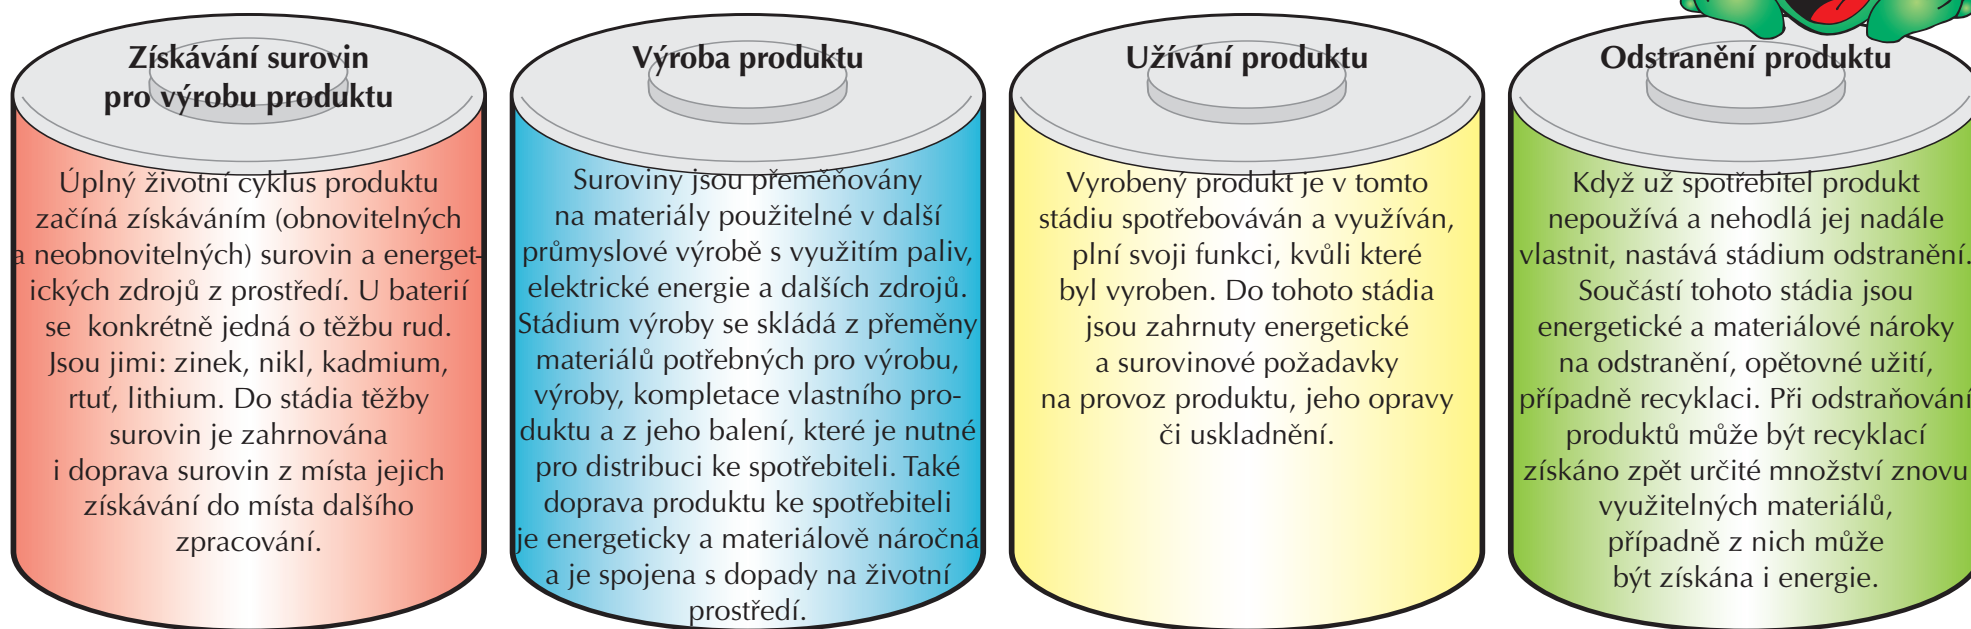 Získávání surovin
pro výrobu produktu
Úplný životní cyklus produktu
začíná získáváním (obnovitelných
a neobnovitelných) surovin a energet-
ických zdrojů z prostředí. U baterií
se konkrétně jedná o těžbu rud.
Jsou jimi: zinek, nikl, kadmium,
rtuť, lithium. Do stádia těžby
surovin je zahrnována
i doprava surovin z místa jejich
získávání do místa dalšího
zpracování.
Výroba produktu
Suroviny jsou přeměňovány
na materiály použitelné v další
průmyslové výrobě s využitím paliv,
elektrické energie a dalších zdrojů.
Stádium výroby se skládá z přeměny
materiálů potřebných pro výrobu,
výroby, kompletace vlastního pro-
duktu a z jeho balení, které je nutné
pro distribuci ke spotřebiteli. Také
doprava produktu ke spotřebiteli
je energeticky a materiálově náročná
a je spojena s dopady na životní
prostředí.
Užívání produktu
Vyrobený produkt je v tomto
stádiu spotřebováván a využíván,
plní svoji funkci, kvůli které
byl vyroben. Do tohoto stádia
jsou zahrnuty energetické
a surovinové požadavky
na provoz produktu, jeho opravy
či uskladnění.
Odstranění produktu
Když už spotřebitel produkt
nepoužívá a nehodlá jej nadále
vlastnit, nastává stádium odstranění.
Součástí tohoto stádia jsou
energetické a materiálové nároky
na odstranění, opětovné užití,
případně recyklaci. Při odstraňování
produktů může být recyklací
získáno zpět určité množství znovu
využitelných materiálů,
případně z nich může
být získána i energie.